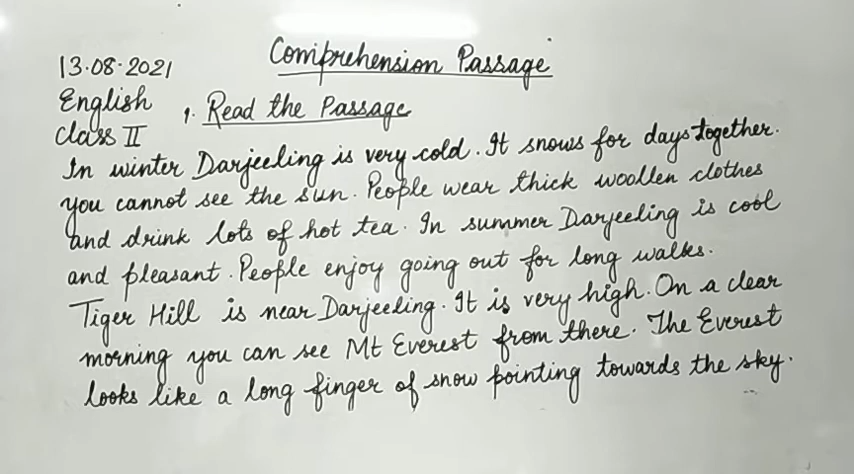 Comprehension Passage
13.08.2021
English
Class II
1. Read the Passage
In winter Darjeeling is very cold. It snows for days together.
you cannot see the sun. People wear thick woollen clothes
and drink lots of hot tea. In summer Darjeeling is cool
and pleasant. People enjoy going out for long walks.
Tiger Hill is near Darjeeling. It is very high. On a clear
morning you can see Mt Everest from there. The Everest
looks like a long finger of snow pointing towards the sky.